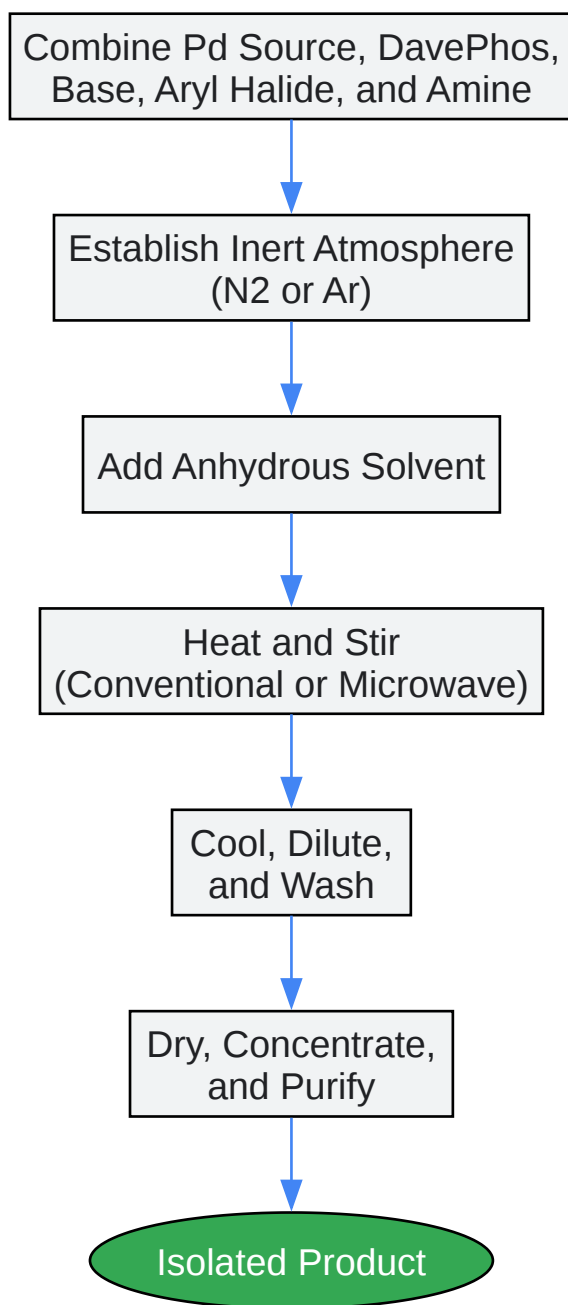 Combine Pd Source, DavePhos,
Base, Aryl Halide, and Amine
Establish Inert Atmosphere
(N2 or Ar)
Add Anhydrous Solvent
Heat and Stir
(Conventional or Microwave)
Cool, Dilute,
and Wash
Dry, Concentrate,
and Purify
Isolated Product